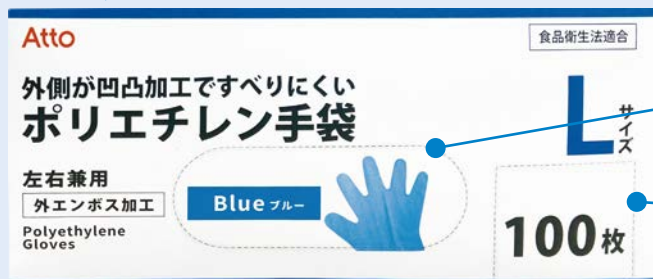 Atto
食品衛生法適合
外側が凹凸加工ですべりにくい
ポリエチレン手袋
Lサイズ
左右兼用
外エンボス加工
Blue ブルー
Polyethylene
Gloves
100枚